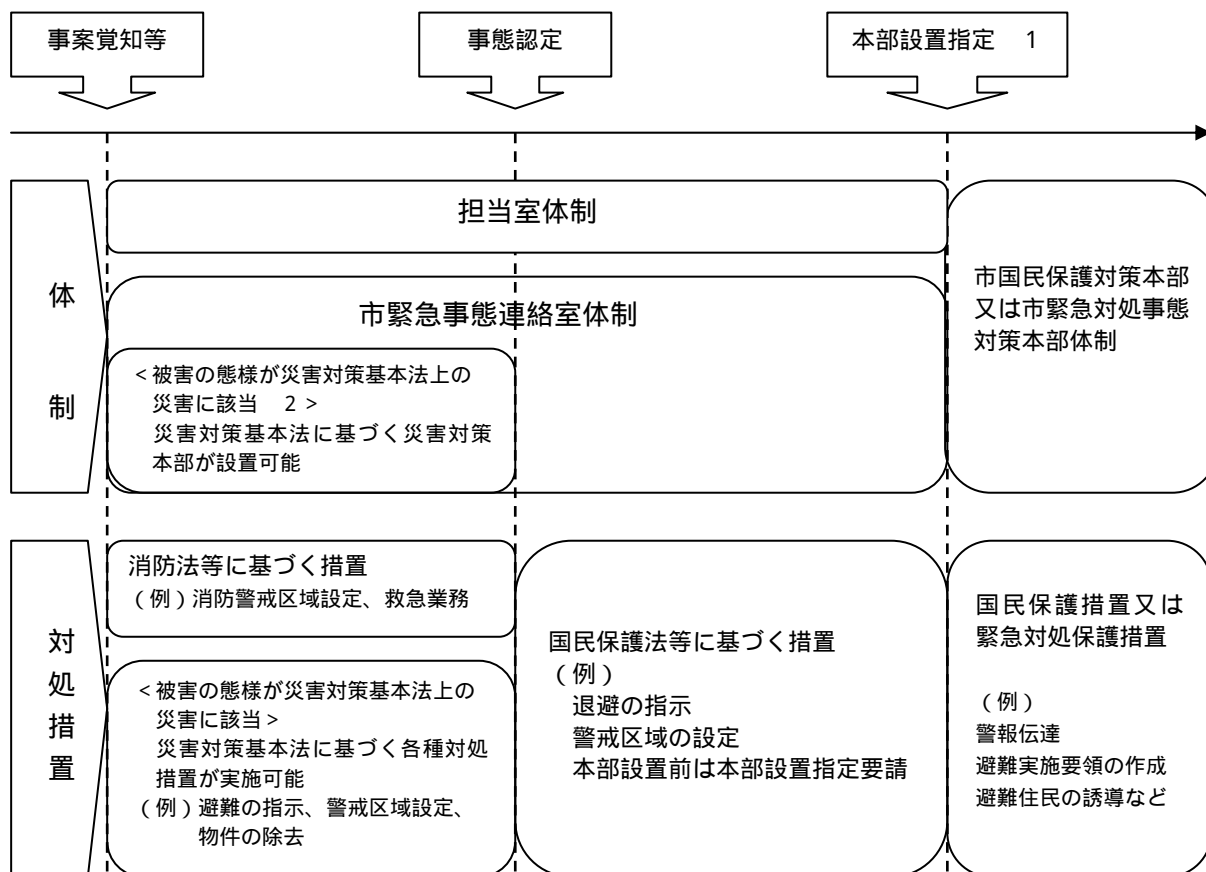 事案覚知等
事態認定
本部設置指定　1
体制
担当室体制
市緊急事態連絡室体制
<被害の態様が災害対策基本法上の
災害に該当　2>
災害対策基本法に基づく災害対策
本部が設置可能
市国民保護対策本部
又は市緊急対処事態
対策本部体制
対処措置
消防法等に基づく措置
（例）消防警戒区域設定、救急業務
<被害の態様が災害対策基本法上の
災害に該当>
災害対策基本法に基づく各種対処
措置が実施可能
（例）避難の指示、警戒区域設定、
物件の除去
国民保護法等に基づく措置
（例）
退避の指示
警戒区域の設定
本部設置前は本部設置指定要請
国民保護措置又は
緊急対処保護措置
（例）
警報伝達
避難実施要領の作成
避難住民の誘導など